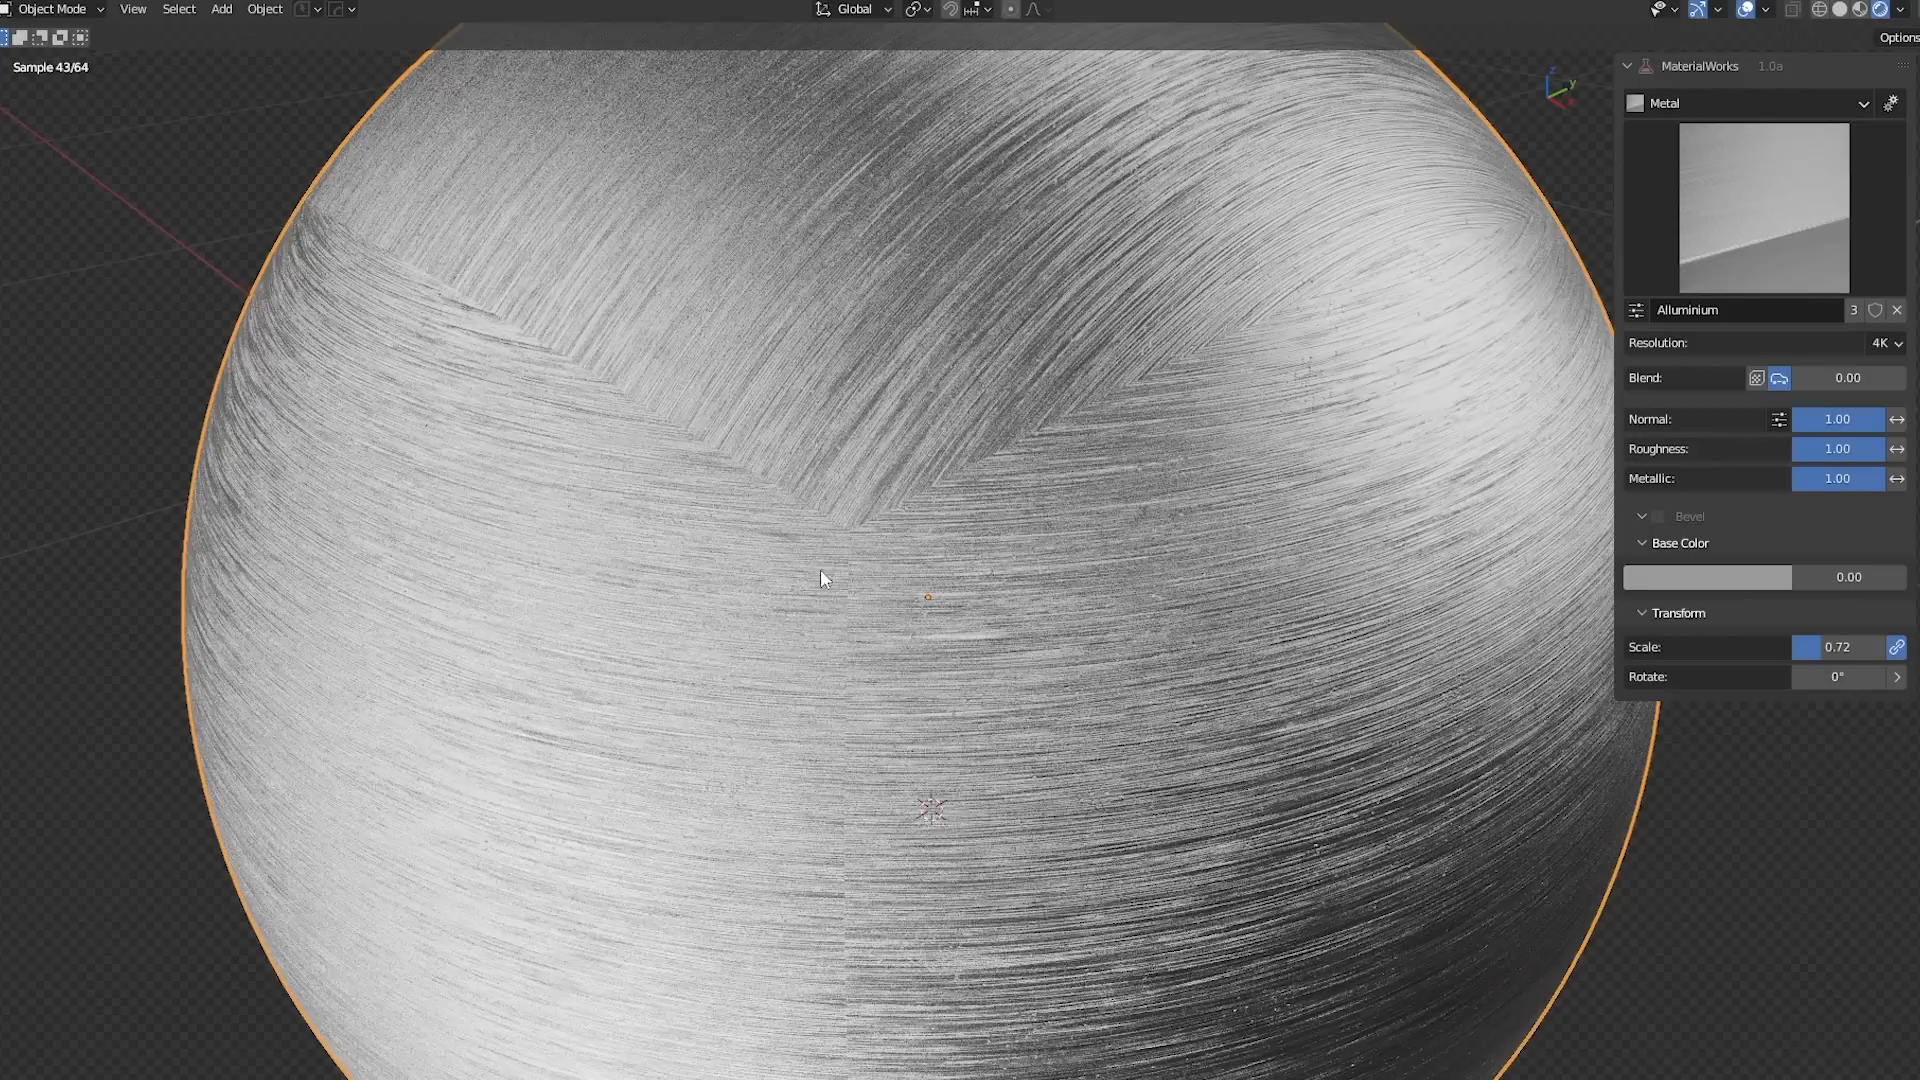 Object Mode View Select Add Object Global
Options
Sample 43/64
MaterialWorks 1.0a
Metal
Alluminium 3
Resolution: 4K
Blend: 0.00
Normal: 1.00
Roughness: 1.00
Metallic: 1.00
Bevel
Base Color
0.00
Transform
Scale: 0.72
Rotate: 0°
z
y
x